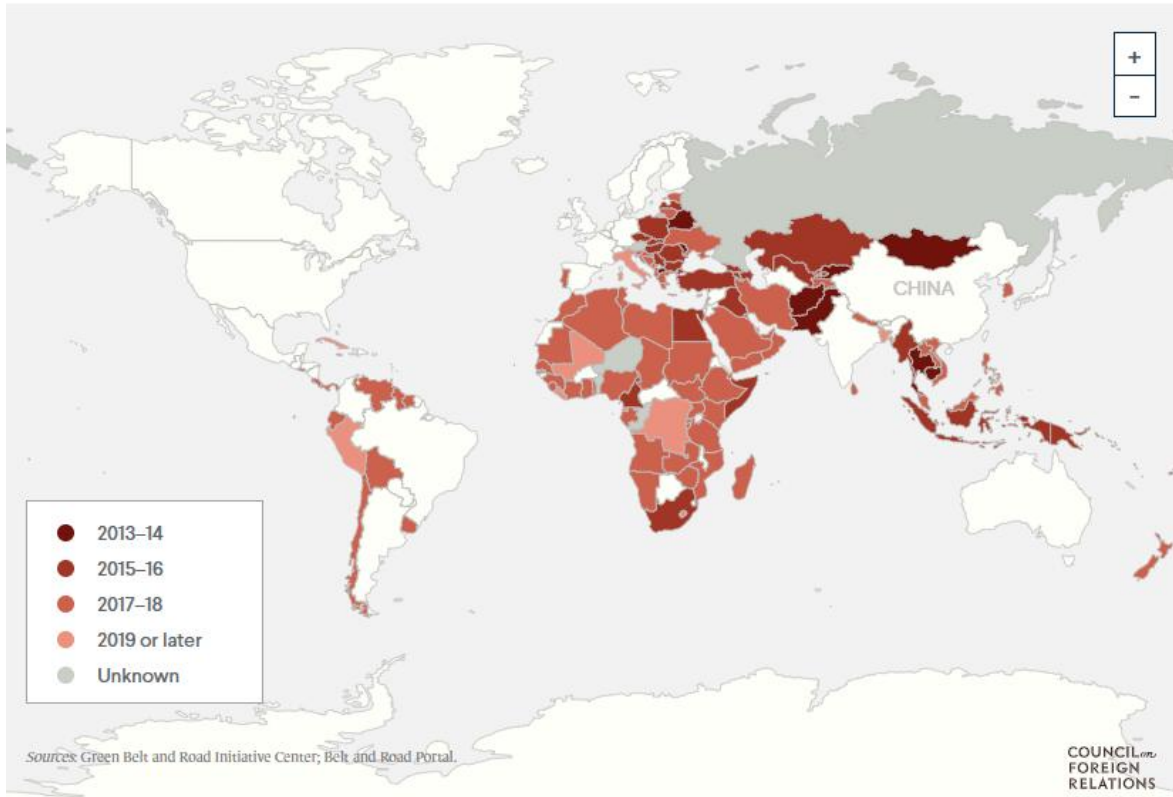 +
−
CHINA
2013–14
2015–16
2017–18
2019 or later
Unknown
Sources: Green Belt and Road Initiative Center; Belt and Road Portal.
COUNCIL on
FOREIGN
RELATIONS